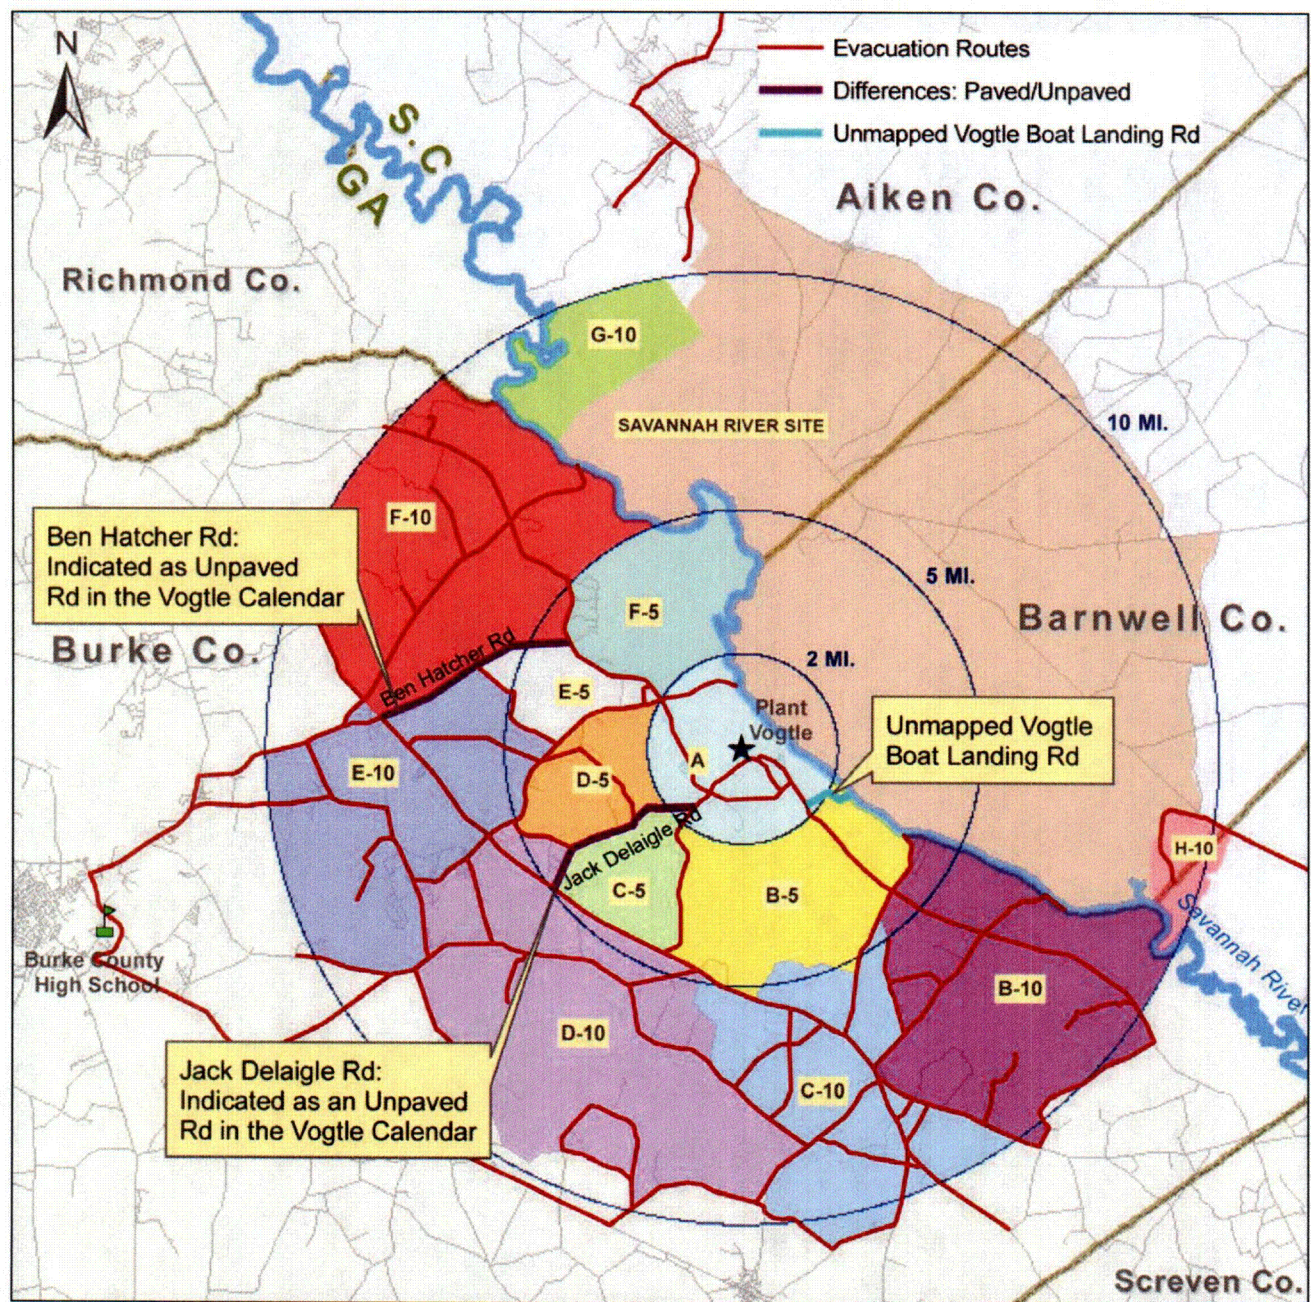 N
Evacuation Routes
Differences: Paved/Unpaved
Unmapped Vogtle Boat Landing Rd
S.C
GA
Aiken Co.
Richmond Co.
G-10
SAVANNAH RIVER SITE
10 MI.
F-10
Ben Hatcher Rd:
Indicated as Unpaved
Rd in the Vogtle Calendar
5 MI.
F-5
Barnwell Co.
Burke Co.
Ben Hatcher Rd
2 MI.
E-5
Plant
Vogtle
Unmapped Vogtle
Boat Landing Rd
E-10
D-5
A
Jack Delaigle Rd
H-10
C-5
B-5
Savannah River
Burke County
High School
B-10
D-10
C-10
Jack Delaigle Rd:
Indicated as an Unpaved
Rd in the Vogtle Calendar
Screven Co.